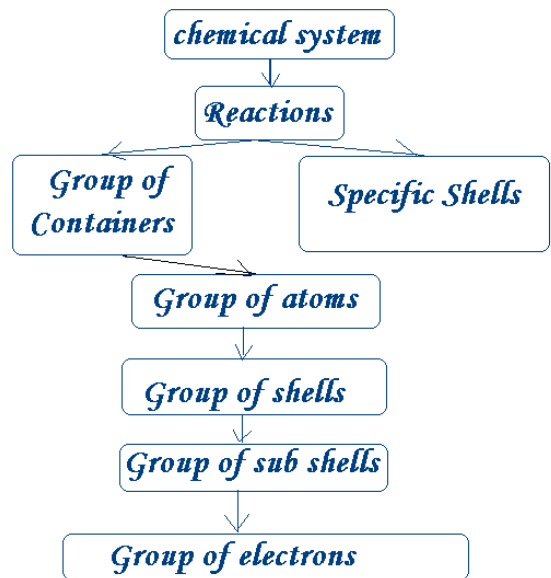 chemical system
Reactions
Group of
Containers
Specific Shells
Group of atoms
Group of shells
Group of sub shells
Group of electrons